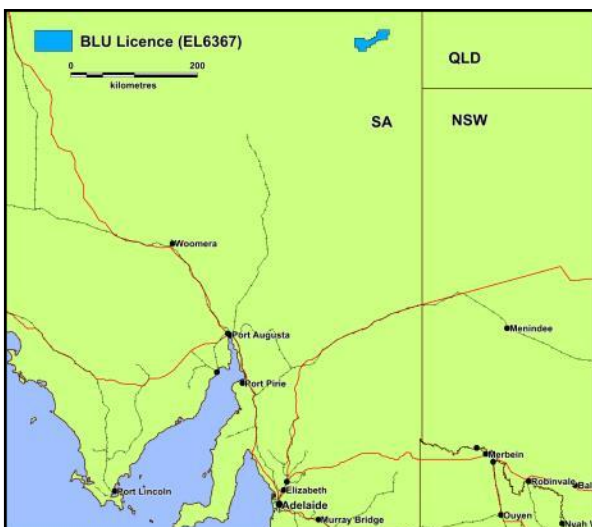 BLU Licence (EL6367)
0 200
kilometres
QLD
SA NSW
Woomera
Port Augusta
Menindee
Port Pirie
Merbein
Robinvale
Elizabeth
Port Lincoln
Adelaide
Ouyen
Murray Bridge